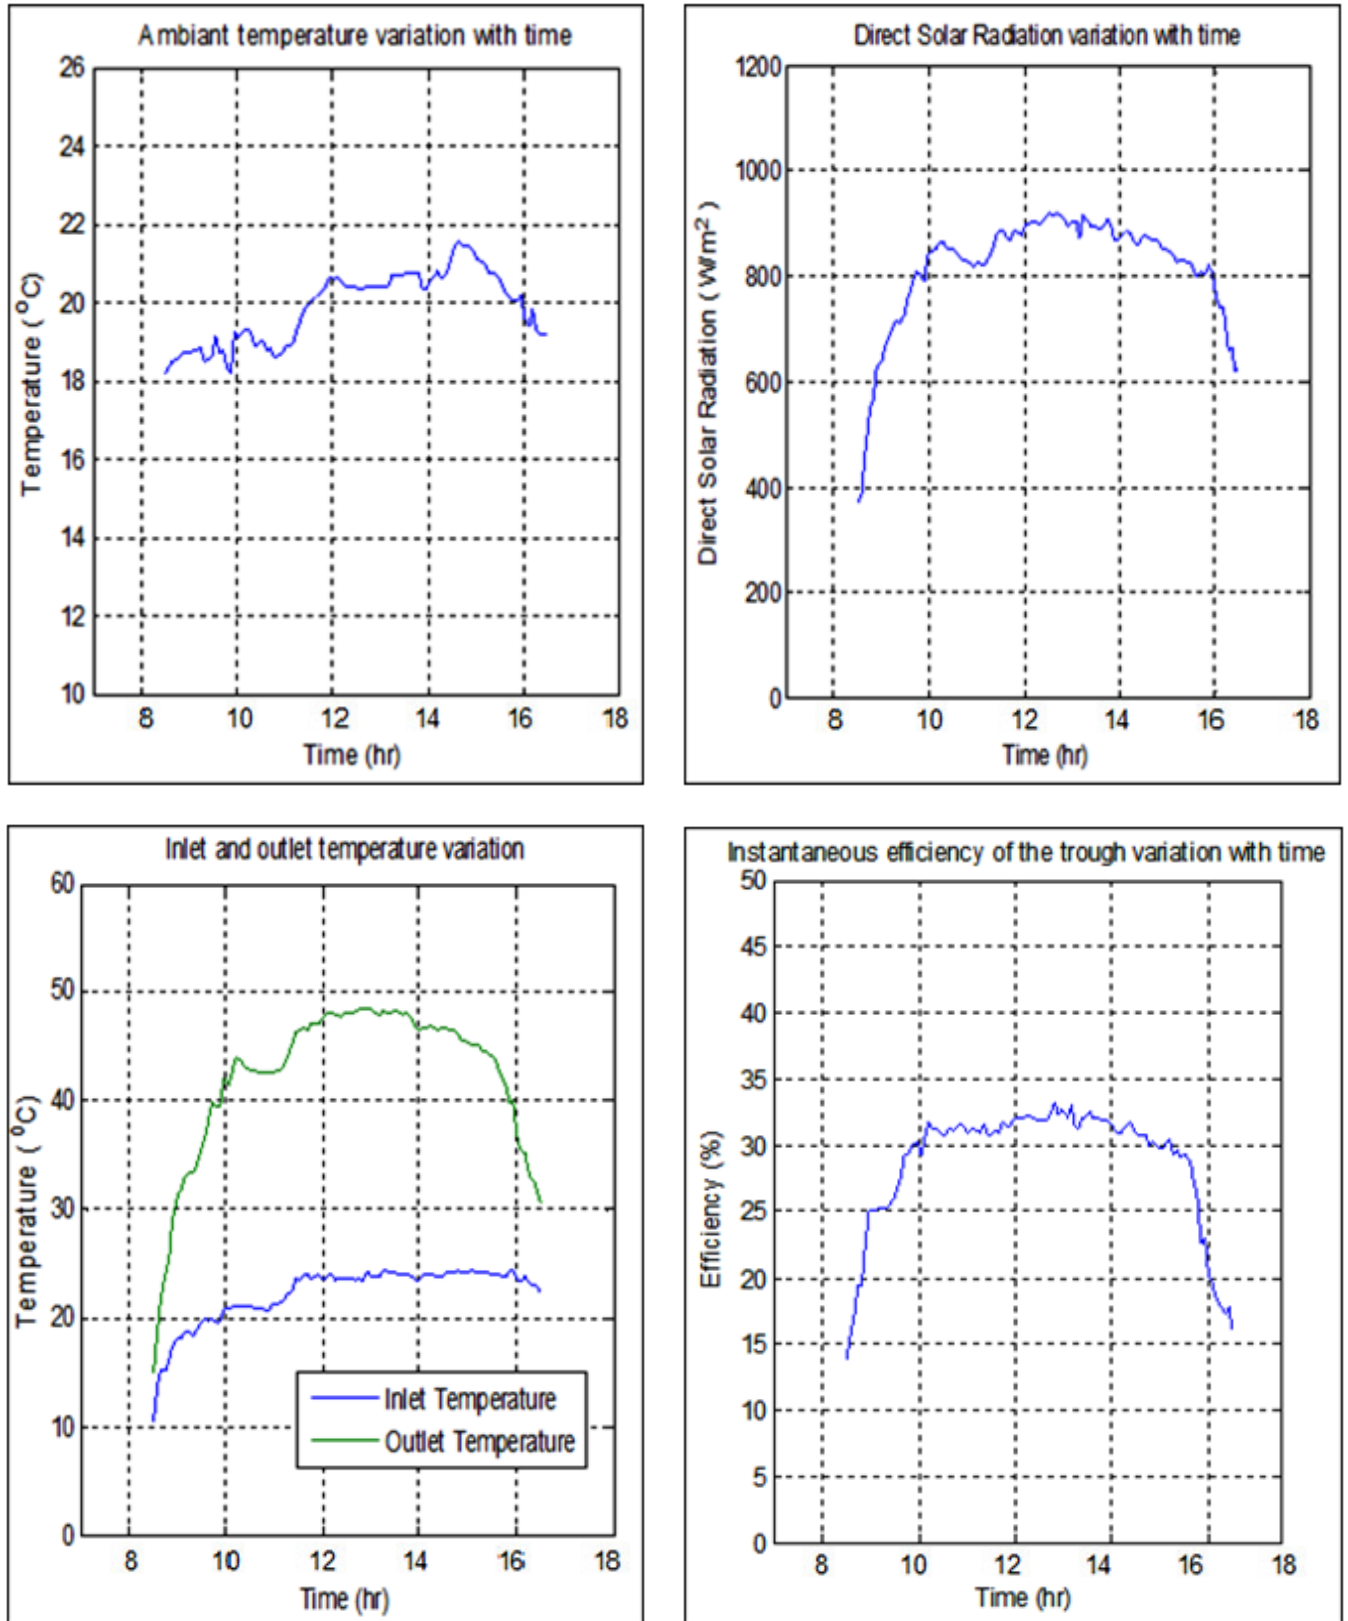 Ambiant temperature variation with time
26
24
22
20
18
16
14
12
10
Temperature ( °C)
8 10 12 14 16 18
Time (hr)
Direct Solar Radiation variation with time
1200
1000
800
600
400
200
0
Direct Solar Radiation ( W/m²)
8 10 12 14 16 18
Time (hr)
Inlet and outlet temperature variation
60
50
40
30
20
10
0
Temperature ( °C)
Inlet Temperature
Outlet Temperature
8 10 12 14 16 18
Time (hr)
Instantaneous efficiency of the trough variation with time
50
45
40
35
30
25
20
15
10
5
0
Efficiency (%)
8 10 12 14 16 18
Time (hr)